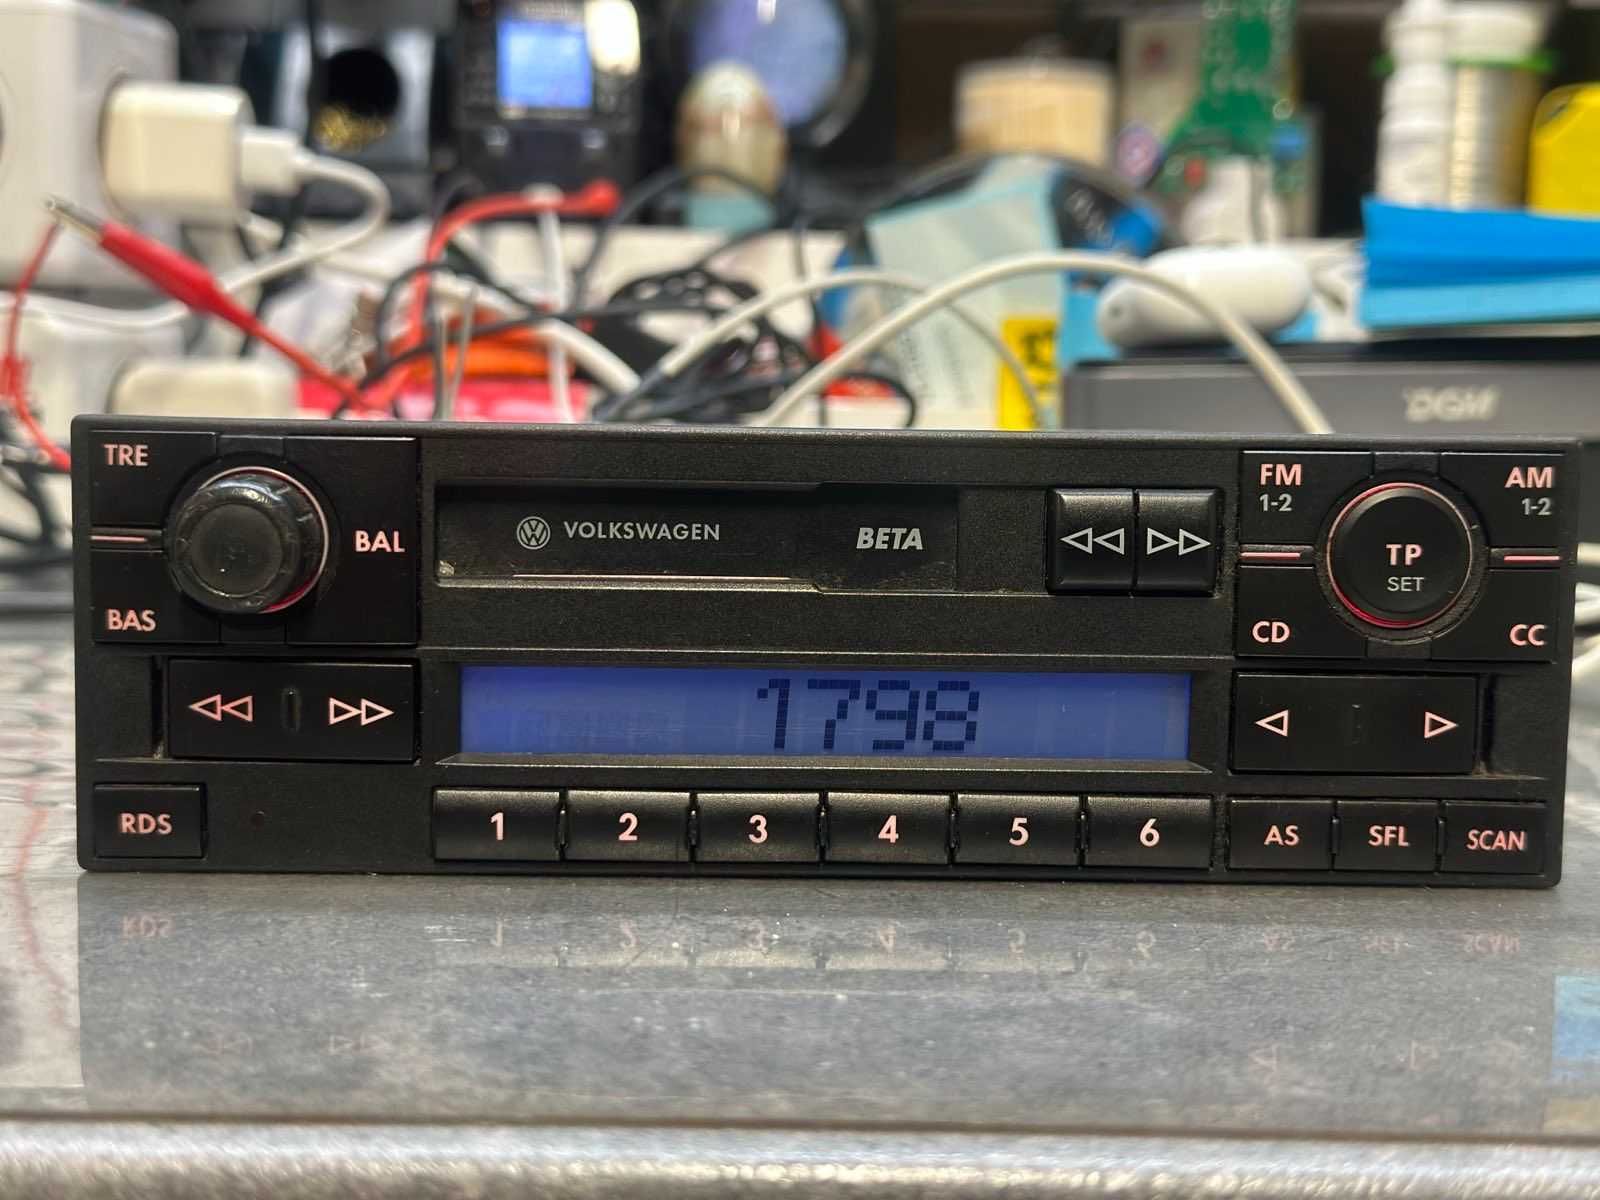 TRE
BAL
BAS
VOLKSWAGEN
BETA
FM
1-2
AM
1-2
TP
SET
CD
CC
1798
RDS
1
2
3
4
5
6
AS
SFL
SCAN